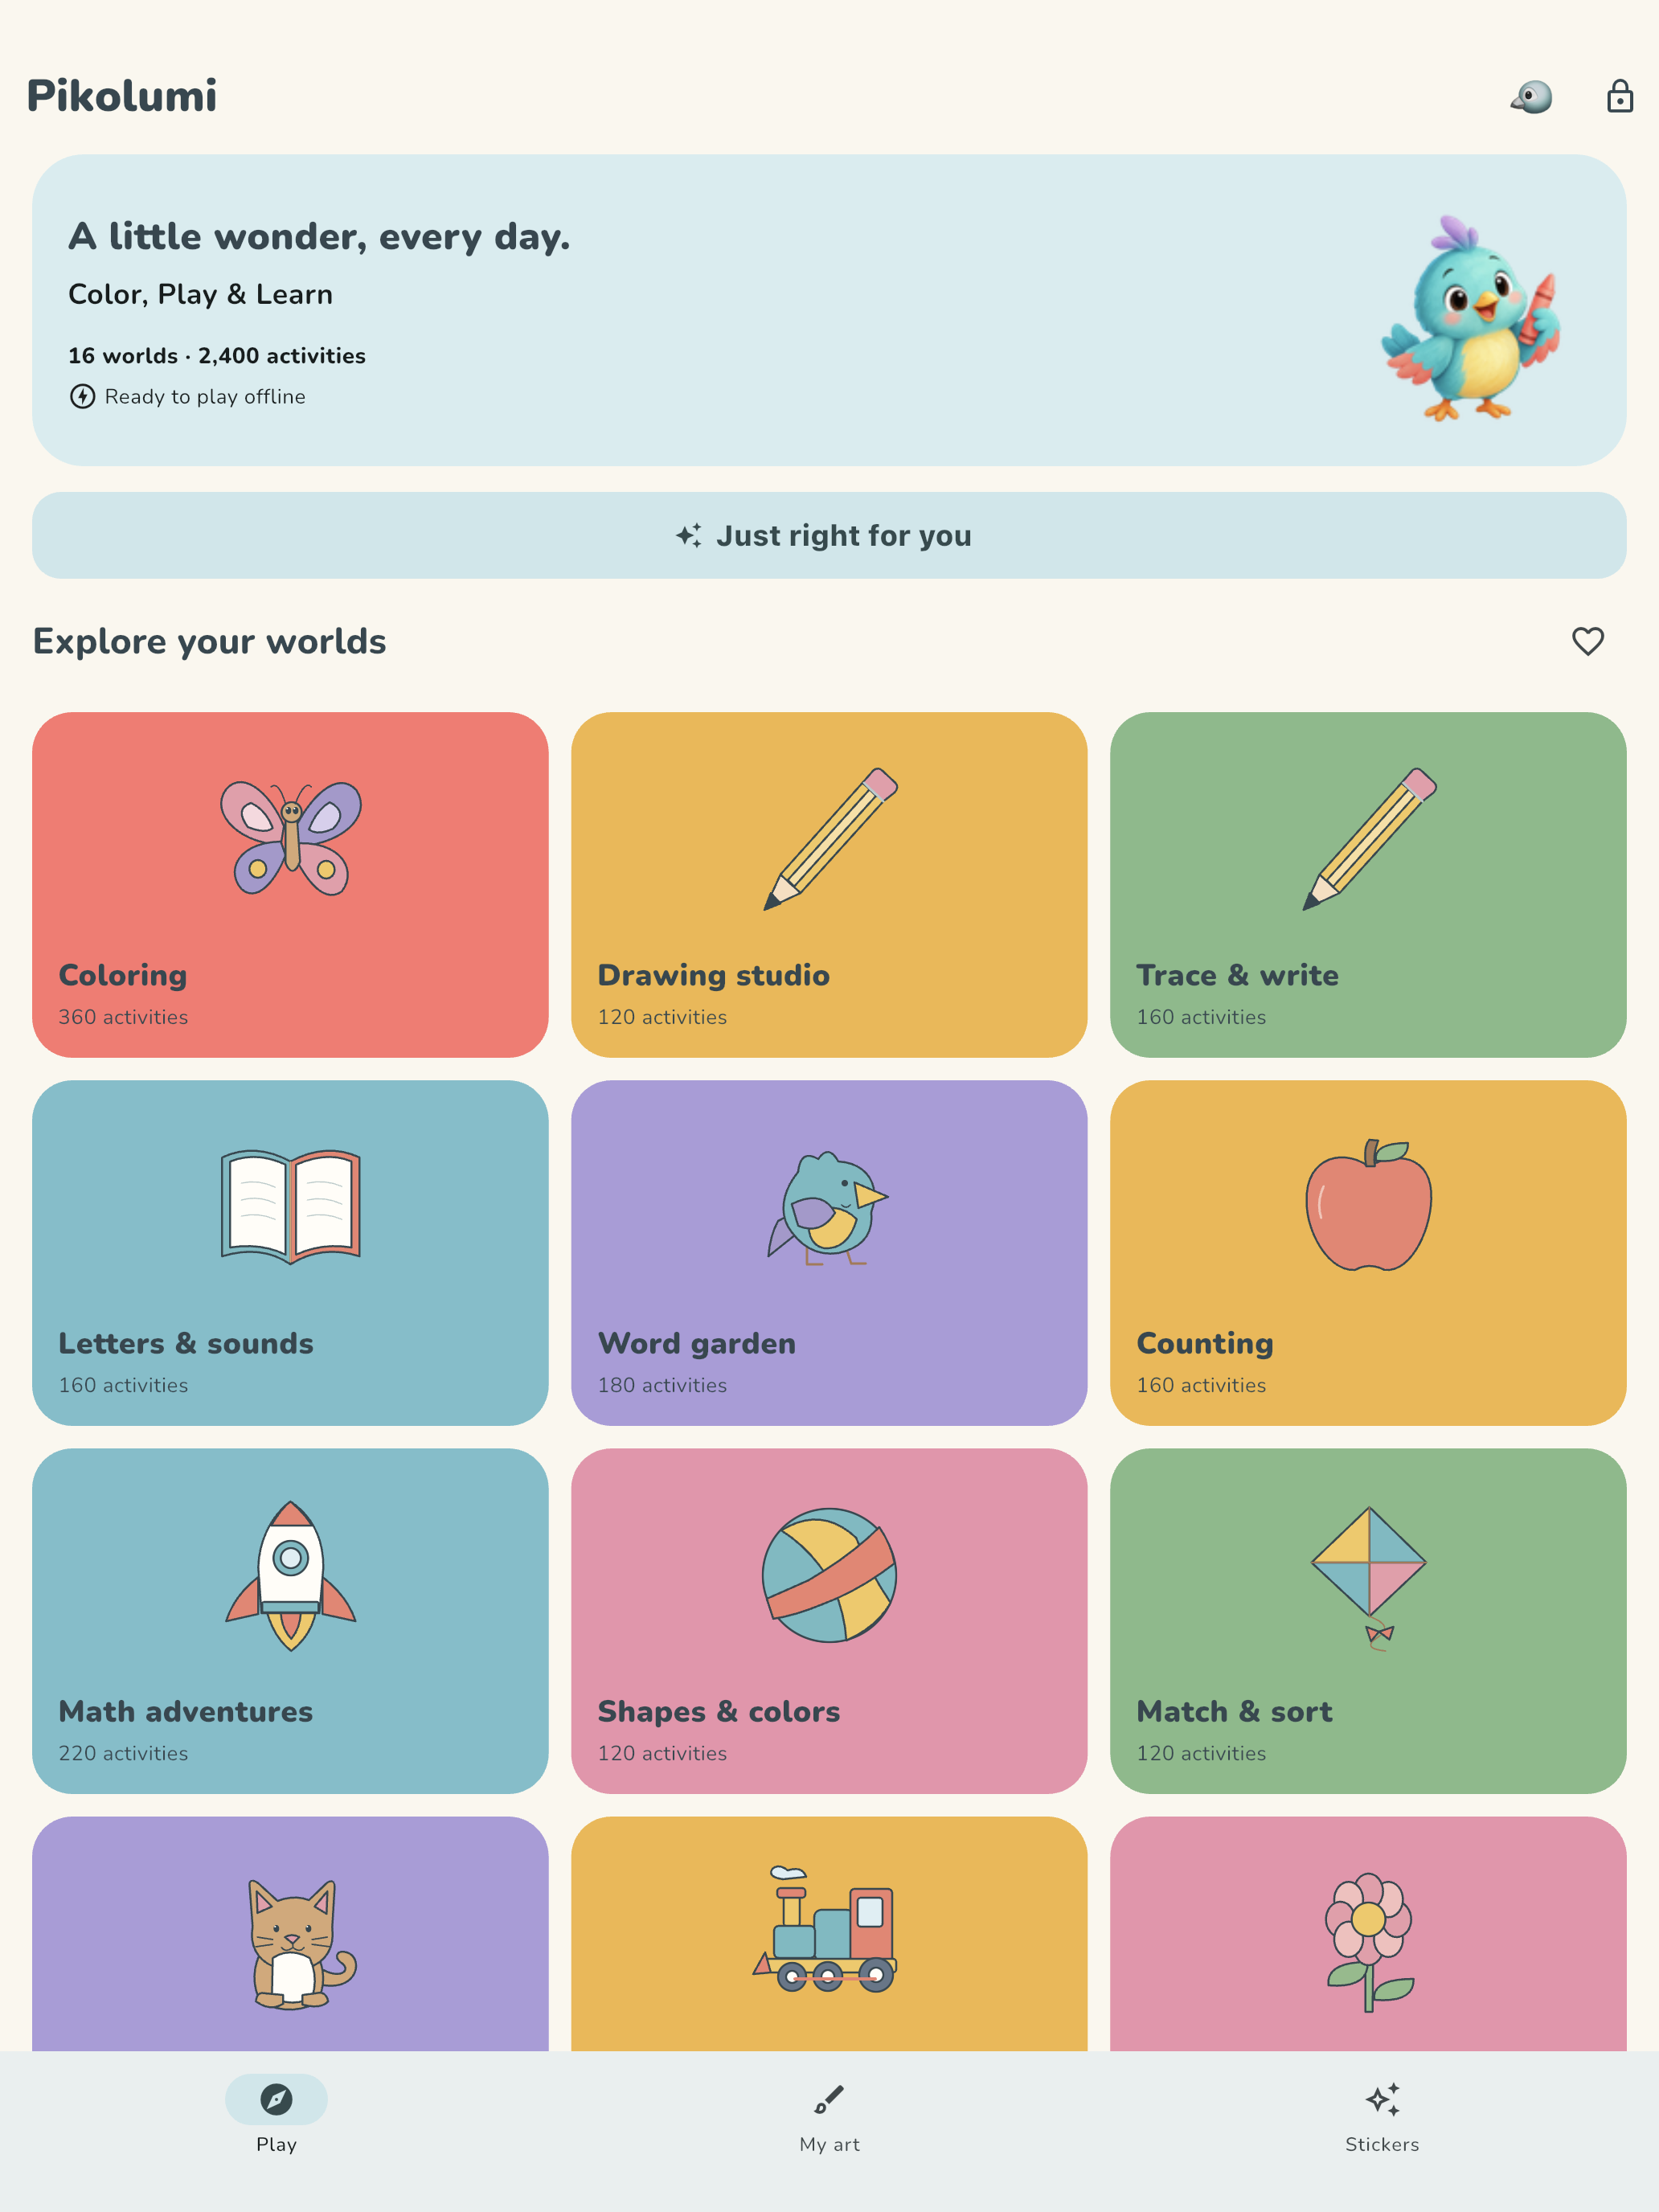 Pikolumi
A little wonder, every day.
Color, Play & Learn
16 worlds · 2,400 activities
Ready to play offline
Just right for you
Explore your worlds
Coloring
360 activities
Drawing studio
120 activities
Trace & write
160 activities
Letters & sounds
160 activities
Word garden
180 activities
Counting
160 activities
Math adventures
220 activities
Shapes & colors
120 activities
Match & sort
120 activities
Play
My art
Stickers